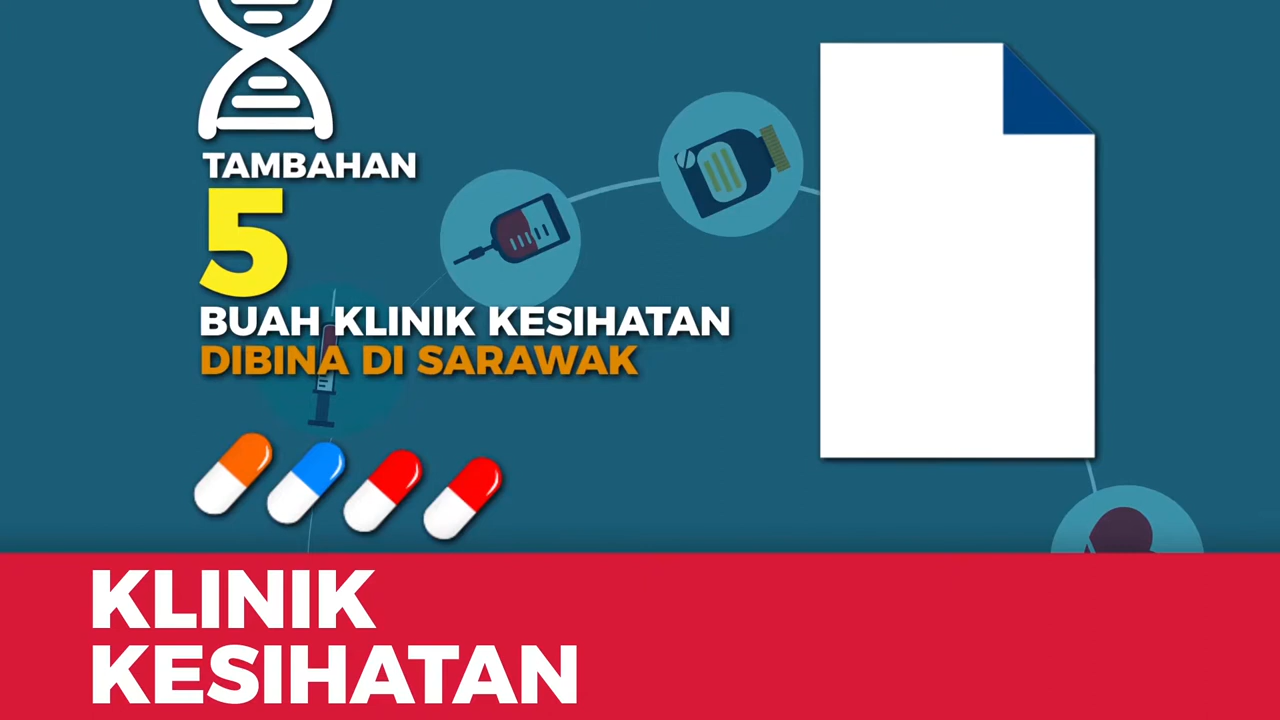 TAMBAHAN
5
BUAH KLINIK KESIHATAN
DIBINA DI SARAWAK
KLINIK
KESIHATAN